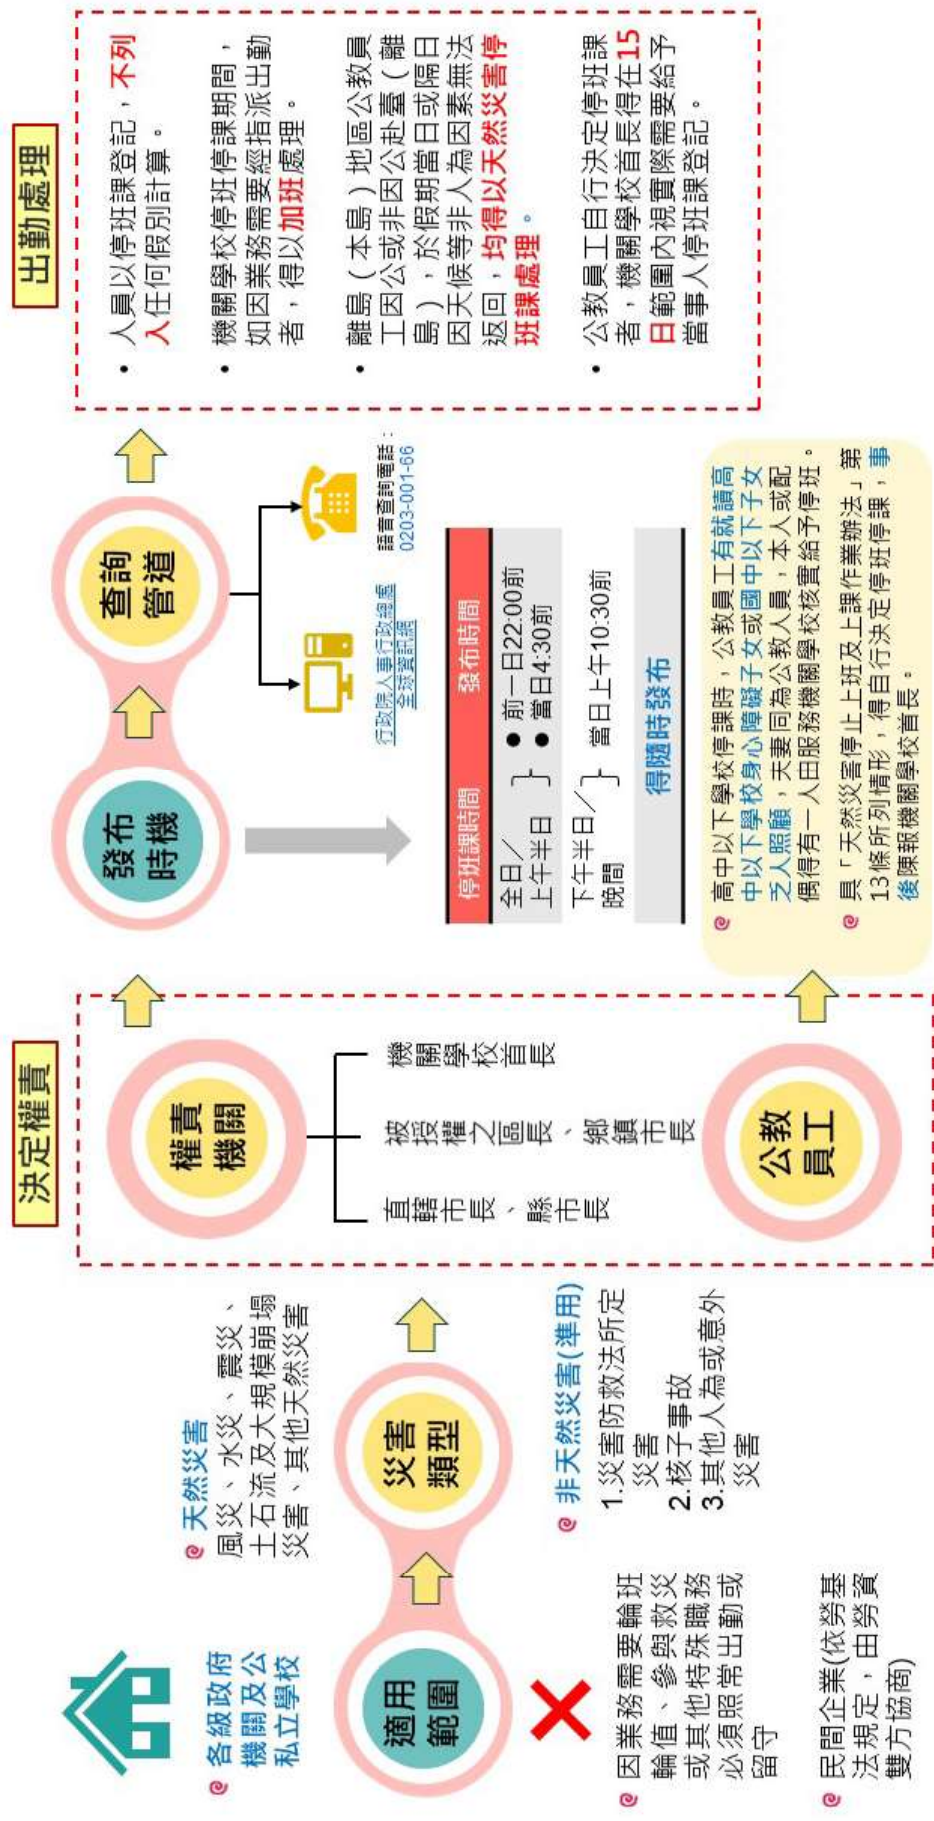 各級政府
機關及公
私立學校
適用
範圍
因業務需要輪班
輪值、參與救災
或其他特殊職務
必須照常出勤或
留守
民間企業(依勞基
法規定，由勞資
雙方協商)
天然災害
風災、水災、震災、
土石流及大規模崩塌
災害、其他天然災害
災害
類型
非天然災害(準用)
1.災害防救法所定
災害
2.核子事故
3.其他人為或意外
災害
決定權責
權責
機關
直轄市長、縣市長
被授權之區長、鄉鎮市長
機關學校首長
公教
員工
發布
時機
查詢
管道
行政院人事行政總處
全球資訊網
語音查詢電話：
0203-001-66
停班課時間 發布時間
全日/
上午半日
● 前一日22:00前
● 當日4:30前
下午半日/
晚間
當日上午10:30前
得隨時發布
高中以下學校停課時，公教員工有就讀高
中以下學校身心障礙子女或國中以下子女
乏人照顧，夫妻同為公教人員，本人或配
偶得有一人由服務機關學校核實給予停班。
具「天然災害停止上班及上課作業辦法」第
13條所列情形，得自行決定停班停課，事
後陳報機關學校首長。
出勤處理
• 人員以停班課登記，不列
入任何假別計算。
• 機關學校停班停課期間，
如因業務需要經指派出勤
者，得以加班處理。
• 離島（本島）地區公教員
工因公或非因公赴臺（離
島），於假期當日或隔日
因天候等非人為因素無法
返回，均得以天然災害停
班課處理。
• 公教員工自行決定停班課
者，機關學校首長得在15
日範圍內視實際需要給予
當事人停班課登記。